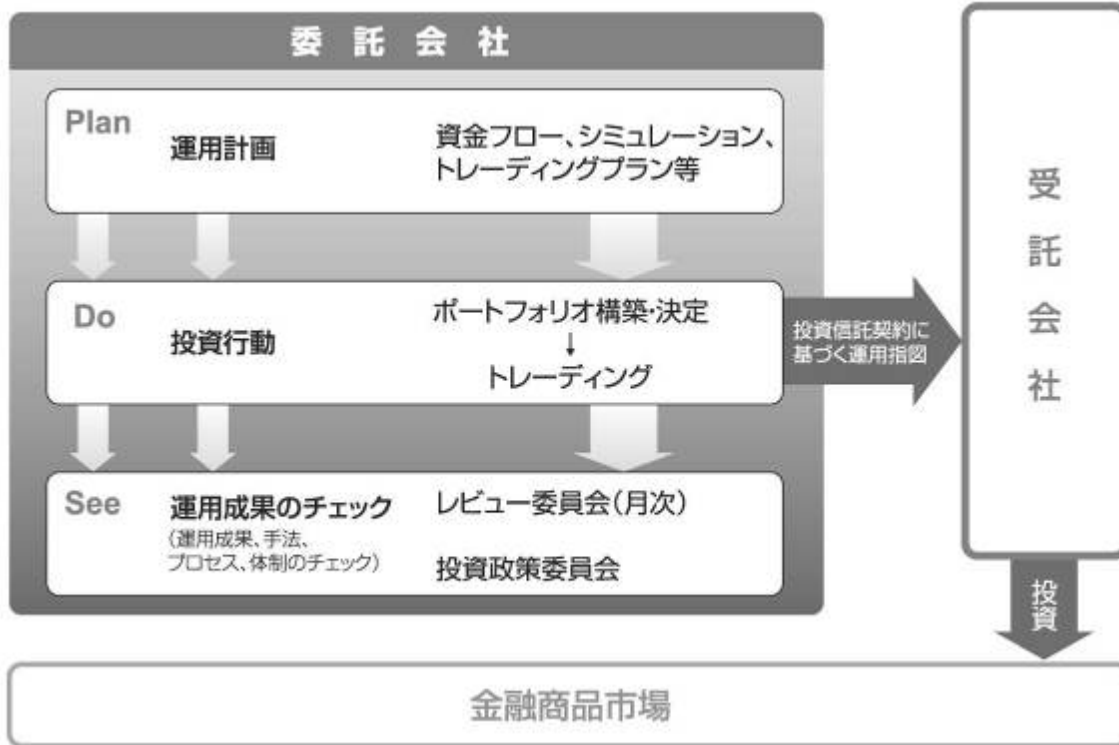 委託会社
Plan
運用計画
資金フロー、シミュレーション、
トレーディングプラン等
Do
投資行動
ポートフォリオ構築・決定
↓
トレーディング
投資信託契約に
基づく運用指図
See
運用成果のチェック
(運用成果、手法、
プロセス、体制のチェック)
レビュー委員会(月次)
投資政策委員会
受託会社
投資
金融商品市場